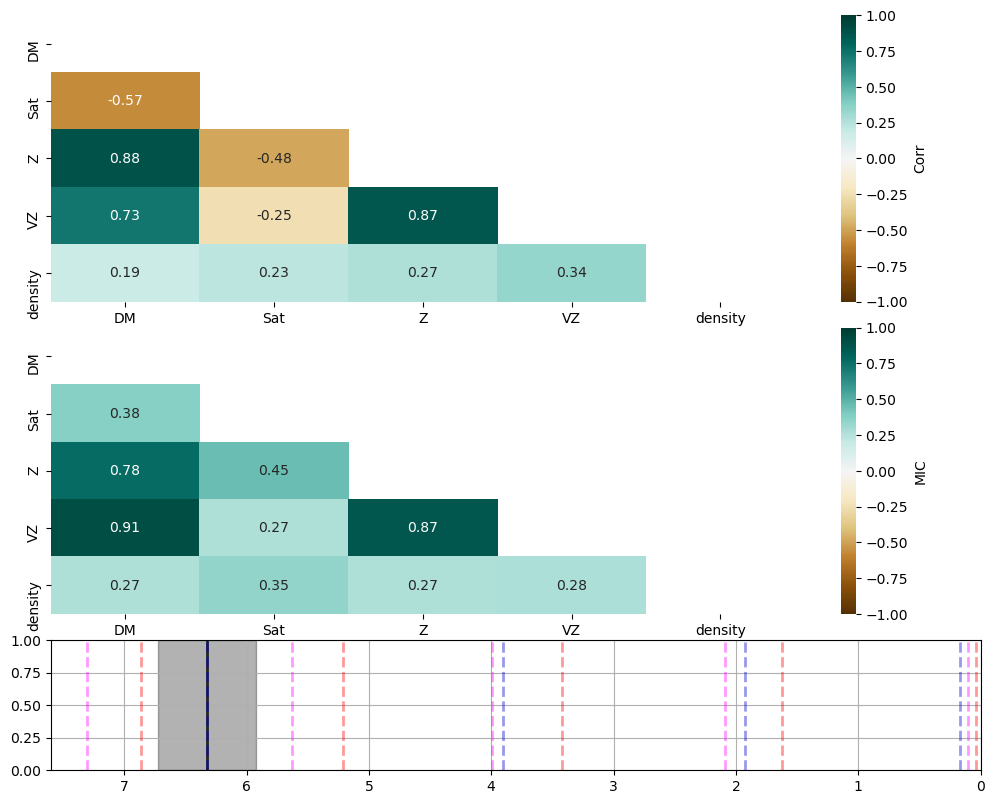 DM
Sat
-0.57
Z
0.88
-0.48
VZ
0.73
-0.25
0.87
density
0.19
0.23
0.27
0.34
DM
Sat
Z
VZ
density
1.00
0.75
0.50
0.25
0.00
−0.25
−0.50
−0.75
−1.00
Corr
DM
Sat
0.38
Z
0.78
0.45
VZ
0.91
0.27
0.87
density
0.27
0.35
0.27
0.28
DM
Sat
Z
VZ
density
1.00
0.75
0.50
0.25
0.00
−0.25
−0.50
−0.75
−1.00
MIC
1.00
0.75
0.50
0.25
0.00
7
6
5
4
3
2
1
0